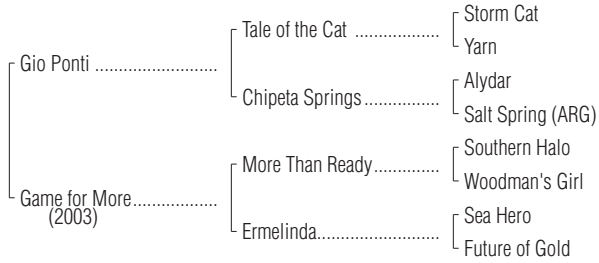 Storm Cat
Tale of the Cat ..................
Yarn
Gio Ponti ..........................
Alydar
Chipeta Springs................
Salt Spring (ARG)
Southern Halo
More Than Ready..............
Woodman's Girl
Game for More..................
(2003)
Sea Hero
Ermelinda..........................
Future of Gold